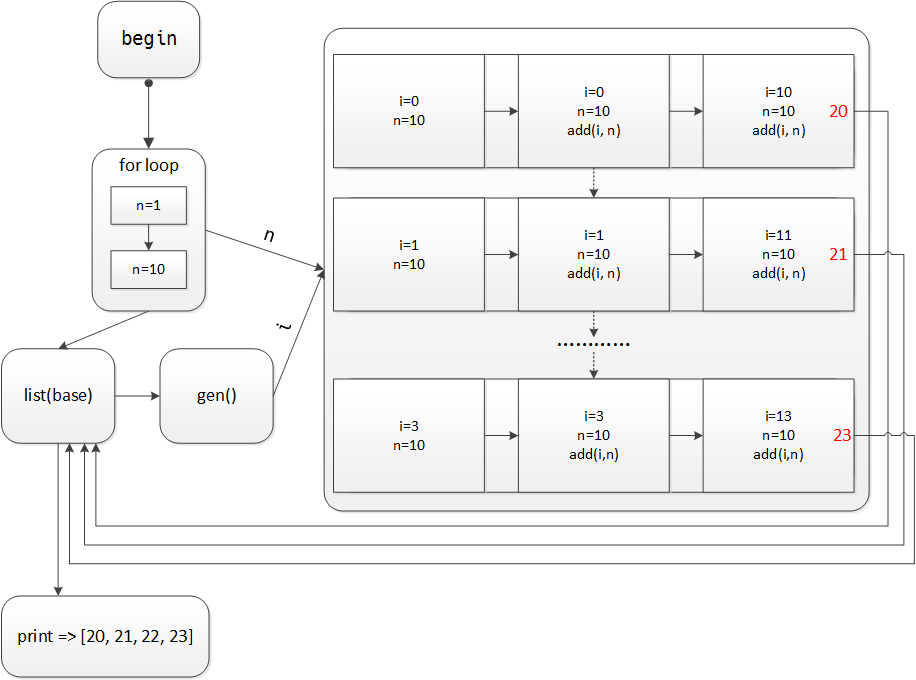 begin
for loop
n=1
n=10
n
i
list(base)
gen()
i=0
n=10
i=0
n=10
add(i, n)
i=10
n=10
add(i, n)
20
i=1
n=10
i=1
n=10
add(i, n)
i=11
n=10
add(i, n)
21
…………
i=3
n=10
i=3
n=10
add(i,n)
i=13
n=10
add(i,n)
23
print => [20, 21, 22, 23]